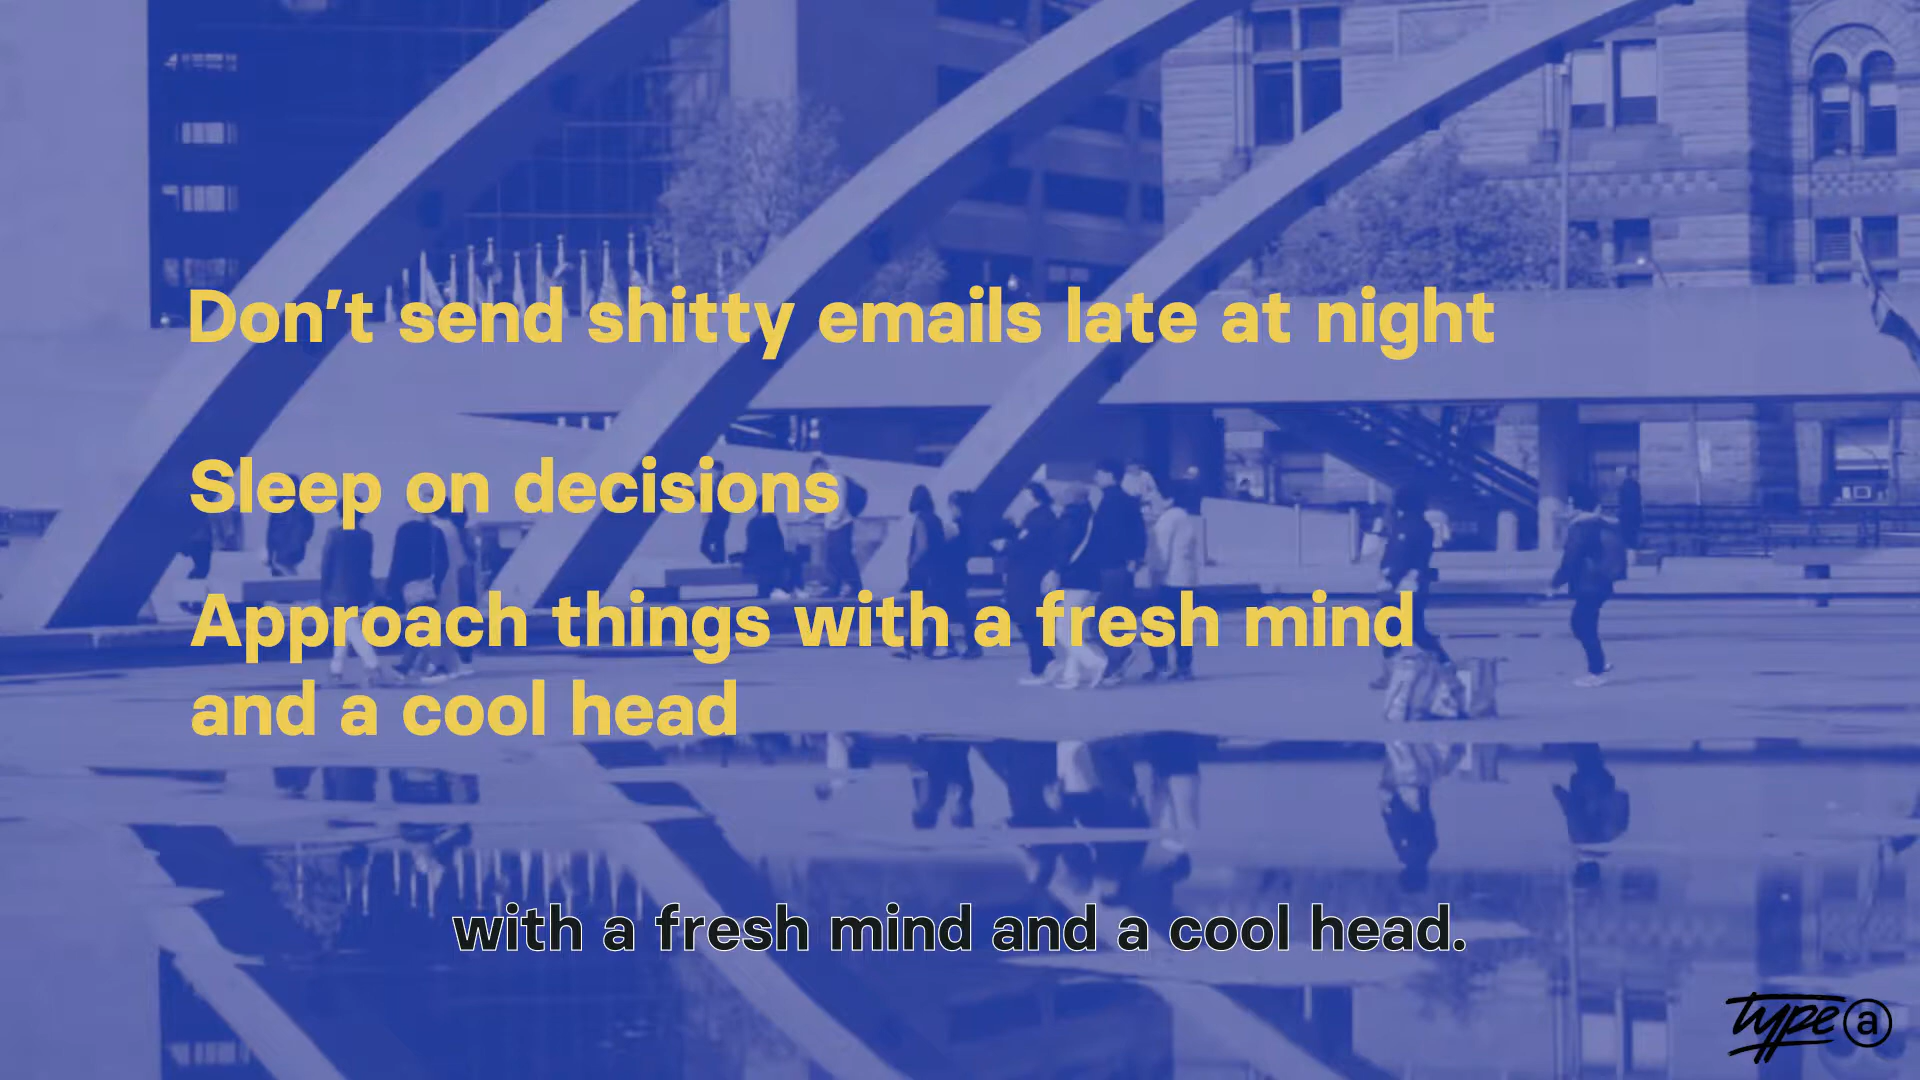 Don’t send shitty emails late at night
Sleep on decisions
Approach things with a fresh mind
and a cool head
with a fresh mind and a cool head.
type a